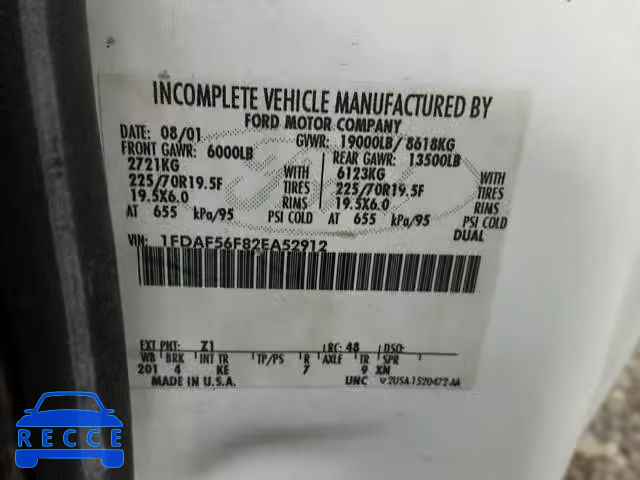 INCOMPLETE VEHICLE MANUFACTURED BY
FORD MOTOR COMPANY
DATE: 08/01 GVWR: 19000LB/ 8618KG
FRONT GAWR: 6000LB REAR GAWR: 13500LB
2721KG WITH 6123KG WITH
225/70R19.5F TIRES 225/70R19.5F TIRES
19.5X6.0 RIMS 19.5X6.0 RIMS
AT 655 kPa/95 PSI COLD AT 655 kPa/95 PSI COLD
DUAL
VIN: 1FDAF56F82EA52912
EXT PNT: Z1 RC: 48 DSO:
WB BRK INT TR TP/PS R AXLE TR SPR
201 4 KE 7 9 XN
MADE IN U.S.A. UNC
RECCE